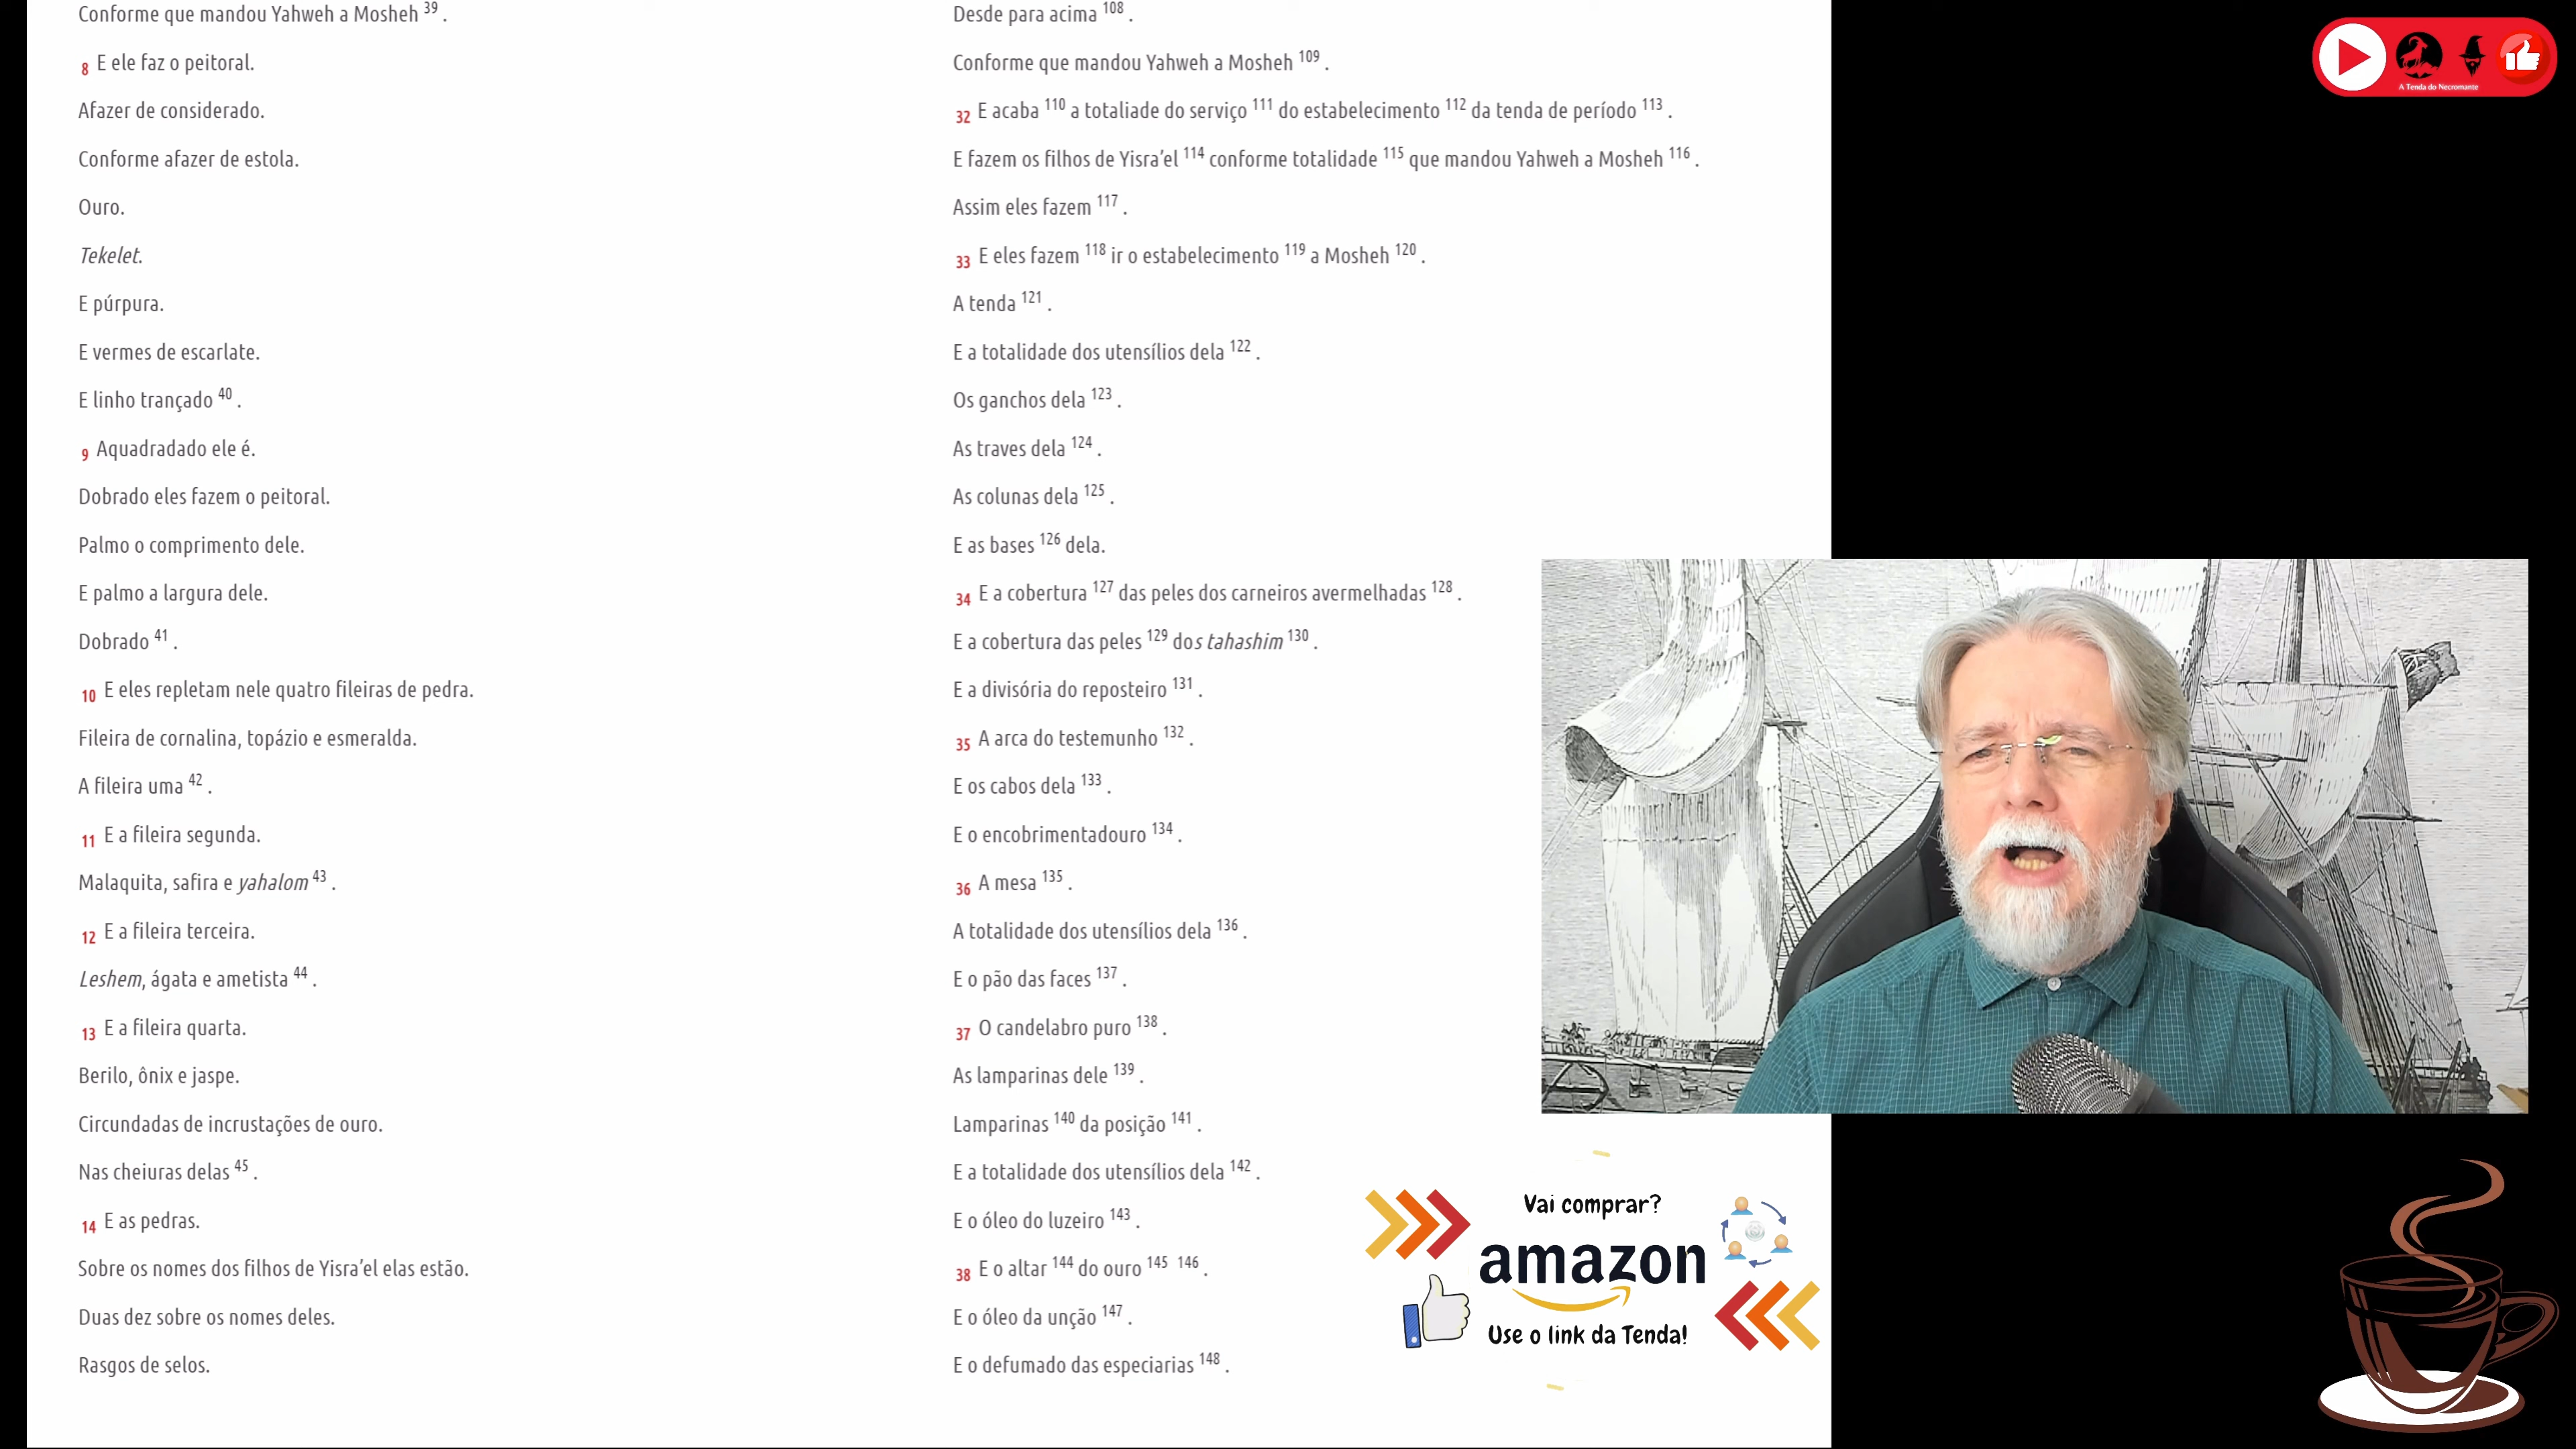 Conforme que mandou Yahweh a Mosheh 39 .
8 E ele faz o peitoral.
Afazer de considerado.
Conforme afazer de estola.
Ouro.
Tekelet.
E púrpura.
E vermes de escarlate.
E linho trançado 40 .
9 Aquadradado ele é.
Dobrado eles fazem o peitoral.
Palmo o comprimento dele.
E palmo a largura dele.
Dobrado 41 .
10 E eles repletam nele quatro fileiras de pedra.
Fileira de cornalina, topázio e esmeralda.
A fileira uma 42 .
11 E a fileira segunda.
Malaquita, safira e yahalom 43 .
12 E a fileira terceira.
Leshem, ágata e ametista 44 .
13 E a fileira quarta.
Berilo, ônix e jaspe.
Circundadas de incrustações de ouro.
Nas cheiuras delas 45 .
14 E as pedras.
Sobre os nomes dos filhos de Yisra’el elas estão.
Duas dez sobre os nomes deles.
Rasgos de selos.
Desde para acima 108 .
Conforme que mandou Yahweh a Mosheh 109 .
32 E acaba 110 a totaliade do serviço 111 do estabelecimento 112 da tenda de período 113 .
E fazem os filhos de Yisra’el 114 conforme totalidade 115 que mandou Yahweh a Mosheh 116 .
Assim eles fazem 117 .
33 E eles fazem 118 ir o estabelecimento 119 a Mosheh 120 .
A tenda 121 .
E a totalidade dos utensílios dela 122 .
Os ganchos dela 123 .
As traves dela 124 .
As colunas dela 125 .
E as bases 126 dela.
34 E a cobertura 127 das peles dos carneiros avermelhadas 128 .
E a cobertura das peles 129 dos tahashim 130 .
E a divisória do reposteiro 131 .
35 A arca do testemunho 132 .
E os cabos dela 133 .
E o encobrimentadouro 134 .
36 A mesa 135 .
A totalidade dos utensílios dela 136 .
E o pão das faces 137 .
37 O candelabro puro 138 .
As lamparinas dele 139 .
Lamparinas 140 da posição 141 .
E a totalidade dos utensílios dela 142 .
E o óleo do luzeiro 143 .
38 E o altar 144 do ouro 145 146 .
E o óleo da unção 147 .
E o defumado das especiarias 148 .
A Tenda do Necromante
Vai comprar?
amazon
Use o link da Tenda!